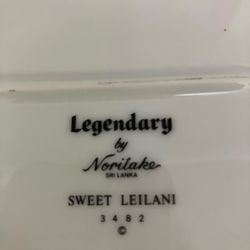 Legendary
by
Noritake
SRI LANKA
SWEET LEILANI
3482
©